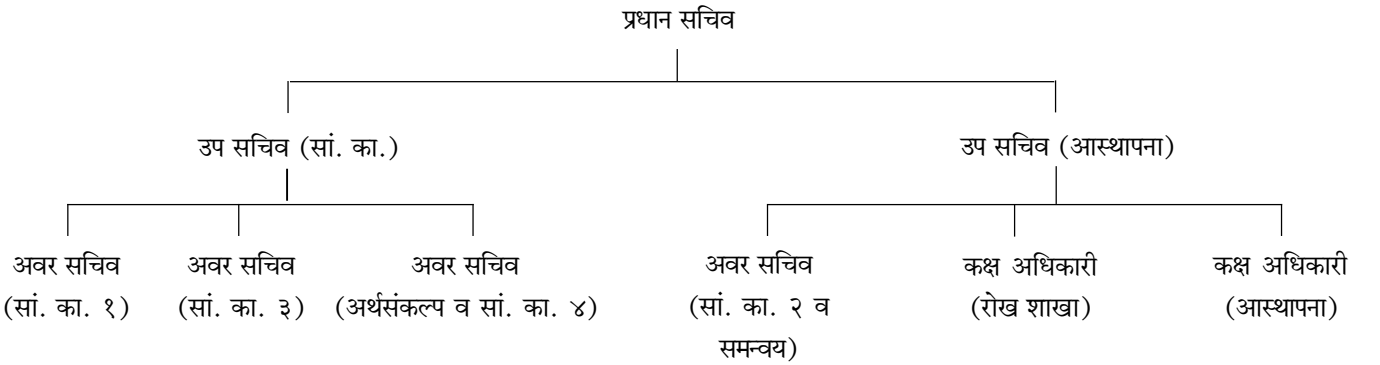 प्रधान सचिव
उप सचिव (सां. का.)
उप सचिव (आस्थापना)
अवर सचिव
(सां. का. १)
अवर सचिव
(सां. का. ३)
अवर सचिव
(अर्थसंकल्प व सां. का. ४)
अवर सचिव
(सां. का. २ व
समन्वय)
कक्ष अधिकारी
(रोख शाखा)
कक्ष अधिकारी
(आस्थापना)